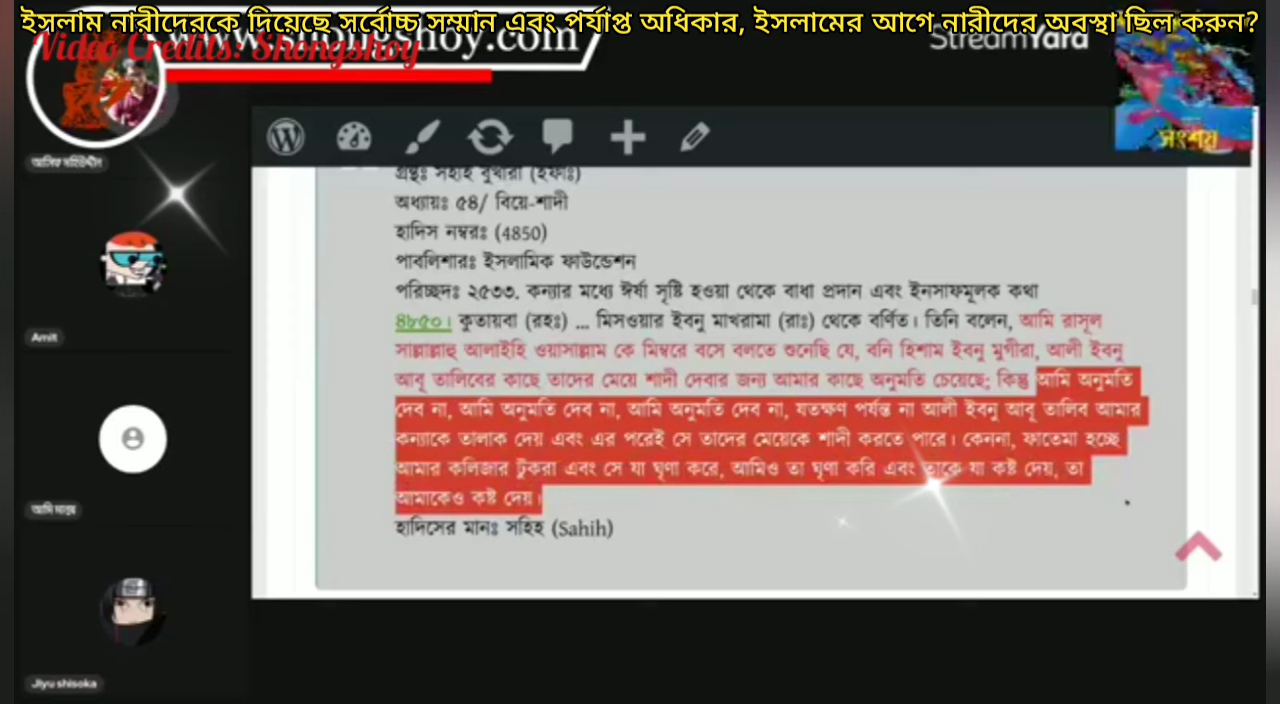 ইসলাম নারীদেরকে দিয়েছে সর্বোচ্চ সম্মান এবং পর্যাপ্ত অধিকার, ইসলামের আগে নারীদের অবস্থা ছিল করুন?
Video Credits: Shongshoy
StreamYard
সংশয়
গ্রন্থঃ সহীহ বুখারী (ইফাঃ)
অধ্যায়ঃ ৫৪/ বিয়ে-শাদী
হাদিস নম্বরঃ (4850)
পাবলিশারঃ ইসলামিক ফাউন্ডেশন
পরিচ্ছদঃ ২৫৩৩. কন্যার মধ্যে ঈর্ষা সৃষ্টি হওয়া থেকে বাধা প্রদান এবং ইনসাফমূলক কথা
৪৮৫০। কুতায়বা (রহঃ) ... মিসওয়ার ইবনু মাখরামা (রাঃ) থেকে বর্ণিত। তিনি বলেন, আমি রাসূল
সাল্লাল্লাহু আলাইহি ওয়াসাল্লাম কে মিম্বরে বসে বলতে শুনেছি যে, বনি হিশাম ইবনু মুগীরা, আলী ইবনু
আবূ তালিবের কাছে তাদের মেয়ে শাদী দেবার জন্য আমার কাছে অনুমতি চেয়েছে; কিন্তু আমি অনুমতি
দেব না, আমি অনুমতি দেব না, আমি অনুমতি দেব না, যতক্ষণ পর্যন্ত না আলী ইবনু আবূ তালিব আমার
কন্যাকে তালাক দেয় এবং এর পরেই সে তাদের মেয়েকে শাদী করতে পারে। কেননা, ফাতেমা হচ্ছে
আমার কলিজার টুকরা এবং সে যা ঘৃণা করে, আমিও তা ঘৃণা করি এবং তাকে যা কষ্ট দেয়, তা
আমাকেও কষ্ট দেয়।
হাদিসের মানঃ সহিহ (Sahih)
Amit
আমি মানুষ
Jiyu shisoka